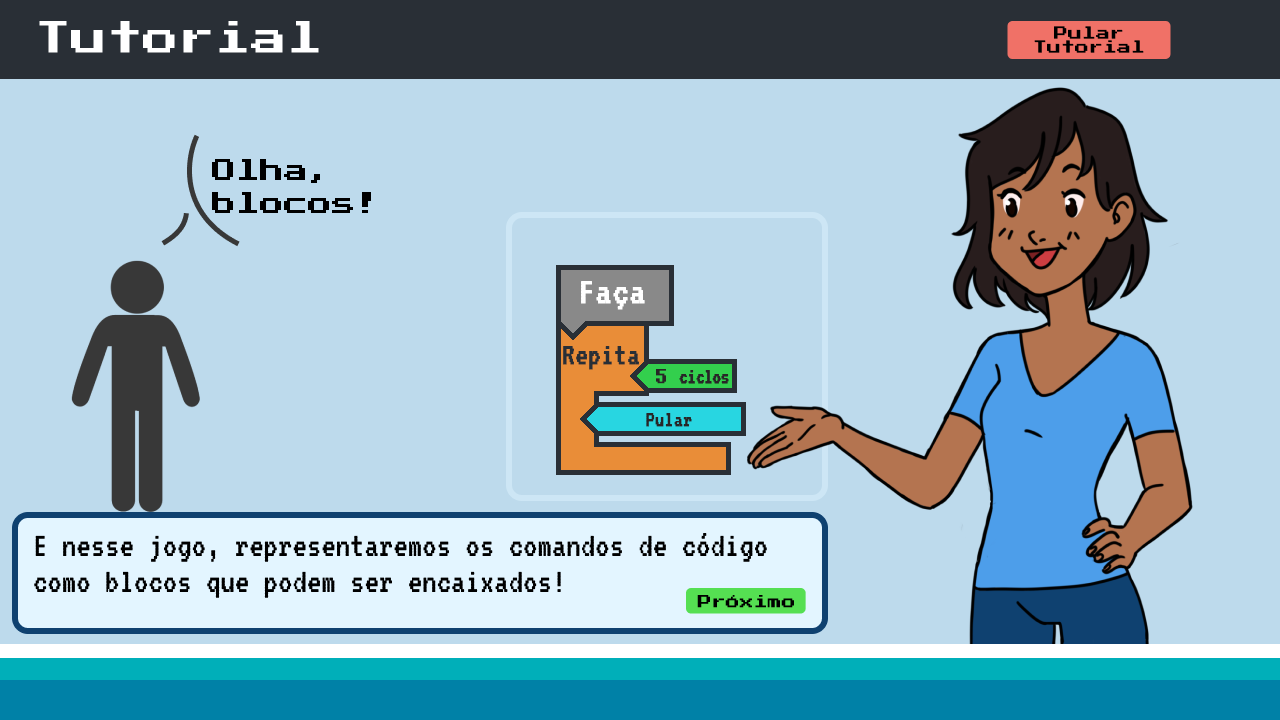 Tutorial
Pular
Tutorial
Olha,
blocos!
Faça
Repita
5 ciclos
Pular
E nesse jogo, representaremos os comandos de código
como blocos que podem ser encaixados!
Próximo